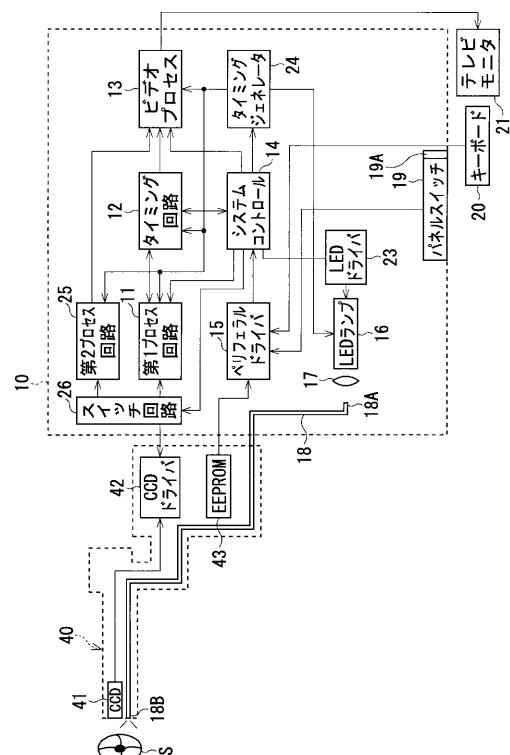 10
26
スイッチ回路
25
第2プロセス
回路
11
第1プロセス
回路
12
タイミング
回路
13
ビデオ
プロセス
24
タイミング
ジェネレータ
14
システム
コントロール
15
ペリフェラル
ドライバ
LED
ドライバ
23
LEDランプ
16
17
18A
18
19A
19
パネルスイッチ
キーボード
20
テレビ
モニタ
21
42
CCD
ドライバ
EEPROM
43
40
41
CCD
18B
S